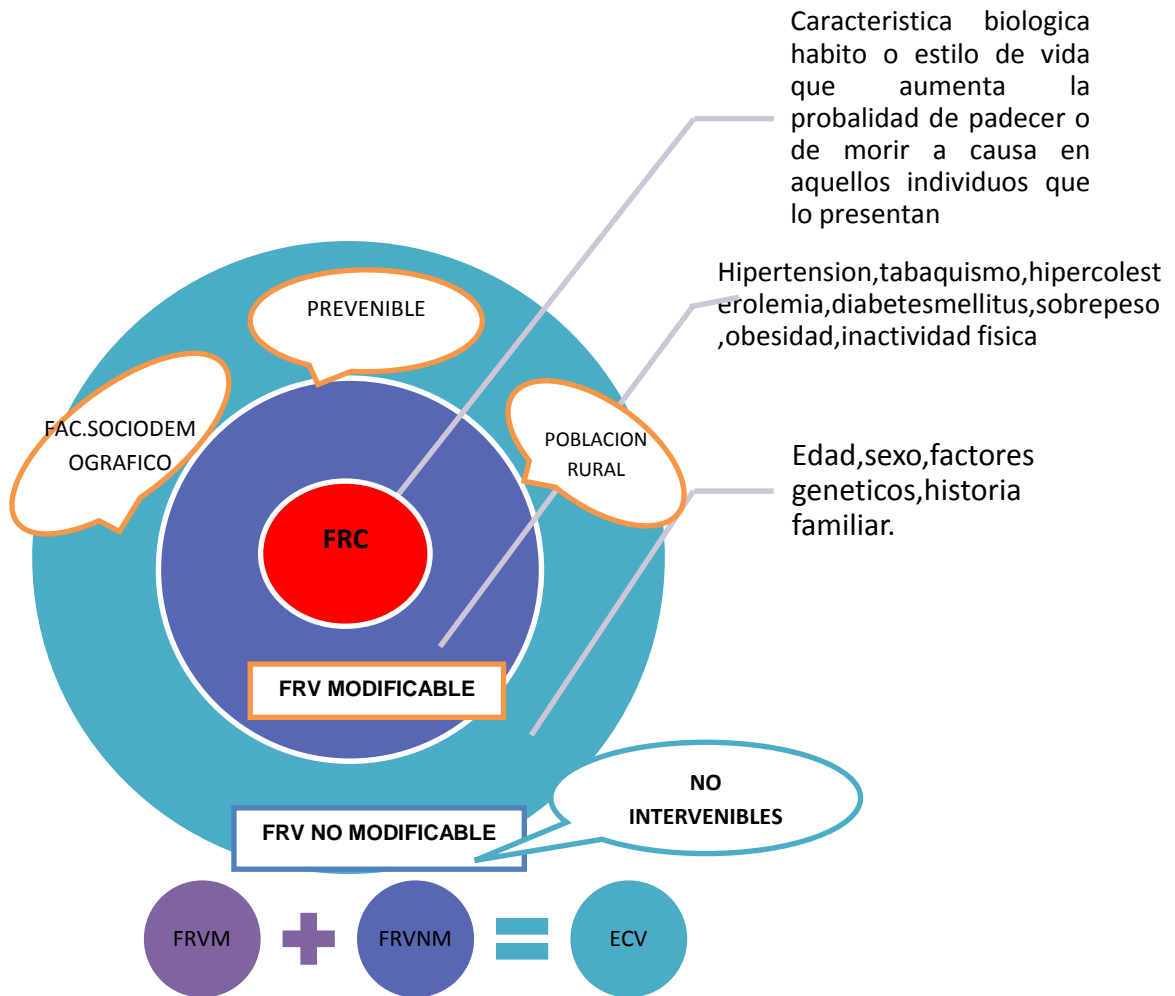 Caracteristica biologica
habito o estilo de vida
que aumenta la
probalidad de padecer o
de morir a causa en
aquellos individuos que
lo presentan
Hipertension,tabaquismo,hipercolest
erolemia,diabetesmellitus,sobrepeso
,obesidad,inactividad fisica
PREVENIBLE
FAC.SOCIODEM
OGRAFICO
POBLACION
RURAL
Edad,sexo,factores
geneticos,historia
familiar.
FRC
FRV MODIFICABLE
NO
INTERVENIBLES
FRV NO MODIFICABLE
FRVM
FRVNM
ECV